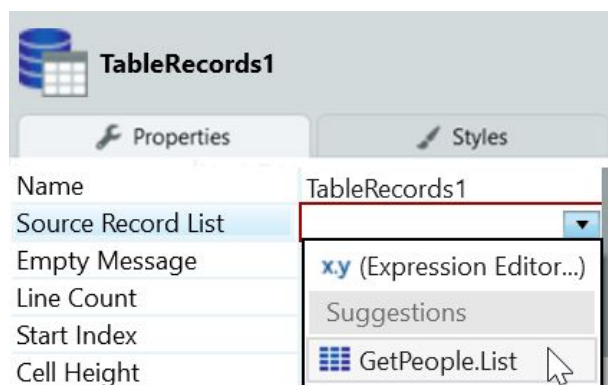 TableRecords1
Properties Styles
Name TableRecords1
Source Record List
Empty Message x.y (Expression Editor...)
Line Count Suggestions
Start Index
Cell Height GetPeople.List